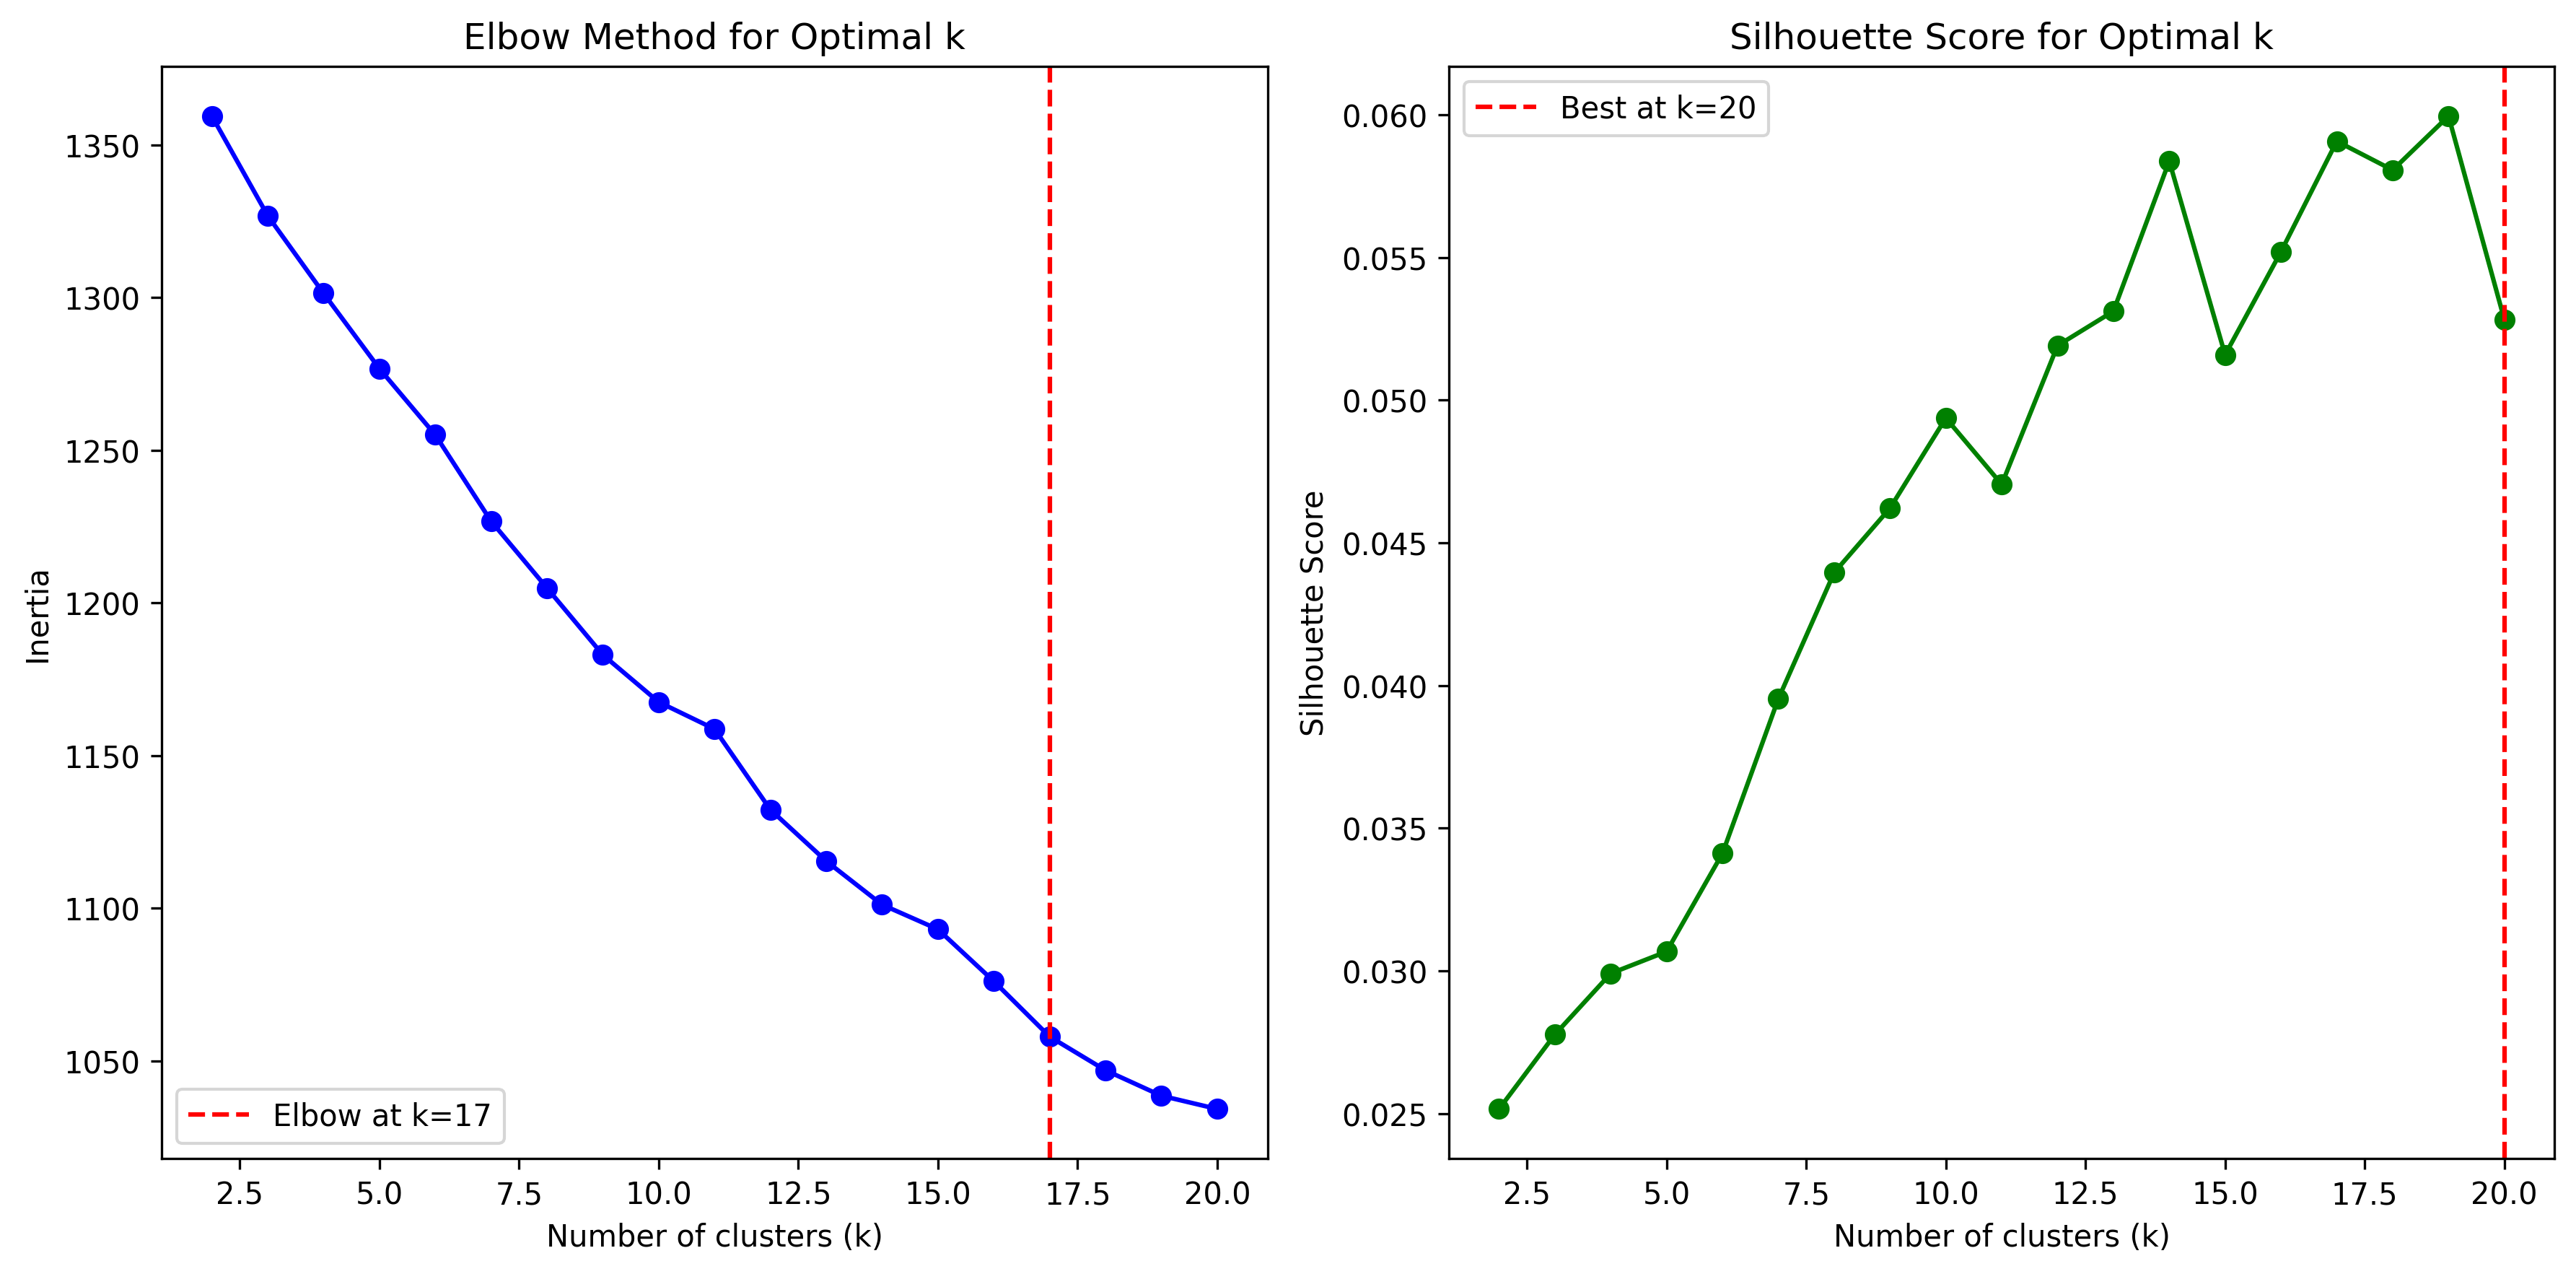 Elbow Method for Optimal k
Inertia
1350
1300
1250
1200
1150
1100
1050
Elbow at k=17
2.5 5.0 7.5 10.0 12.5 15.0 17.5 20.0
Number of clusters (k)
Silhouette Score for Optimal k
Silhouette Score
Best at k=20
0.060
0.055
0.050
0.045
0.040
0.035
0.030
0.025
2.5 5.0 7.5 10.0 12.5 15.0 17.5 20.0
Number of clusters (k)